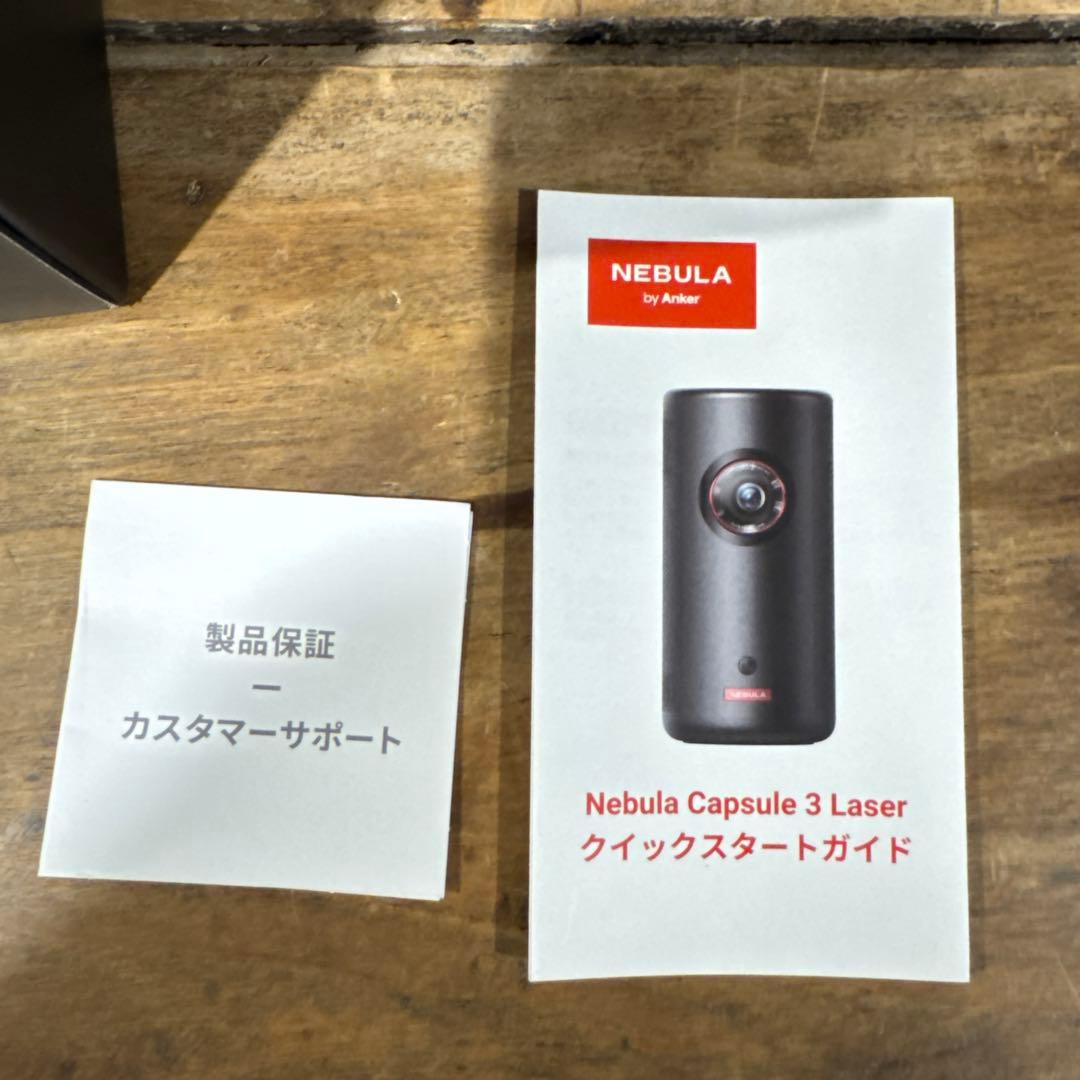 NEBULA
by Anker
NEBULA
Nebula Capsule 3 Laser
クイックスタートガイド
製品保証
ー
カスタマーサポート